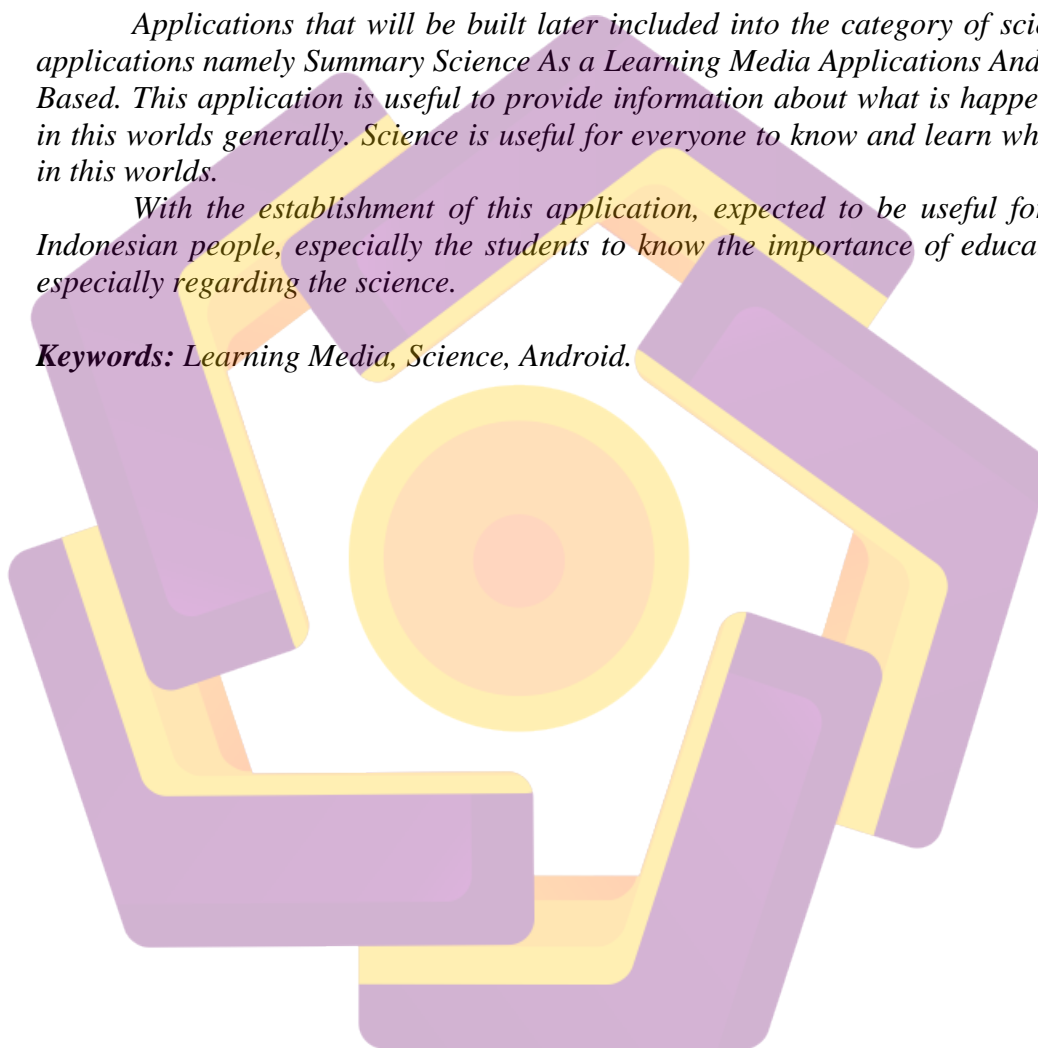 Applications that will be built later included into the category of scie
applications namely Summary Science As a Learning Media Applications And
Based. This application is useful to provide information about what is happe
in this worlds generally. Science is useful for everyone to know and learn wh
in this worlds.
With the establishment of this application, expected to be useful for
Indonesian people, especially the students to know the importance of educa
especially regarding the science.
Keywords: Learning Media, Science, Android.